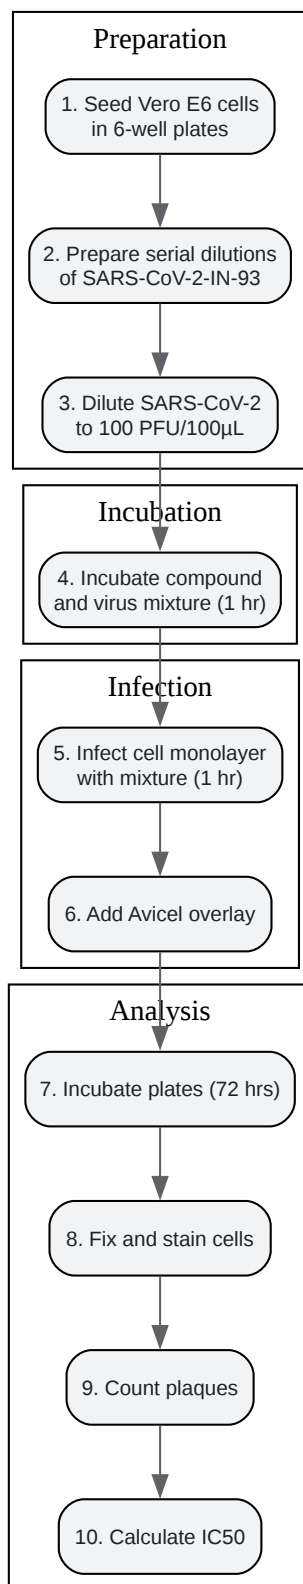 Preparation
1. Seed Vero E6 cells
in 6-well plates
2. Prepare serial dilutions
of SARS-CoV-2-IN-93
3. Dilute SARS-CoV-2
to 100 PFU/100µL
Incubation
4. Incubate compound
and virus mixture (1 hr)
Infection
5. Infect cell monolayer
with mixture (1 hr)
6. Add Avicel overlay
Analysis
7. Incubate plates (72 hrs)
8. Fix and stain cells
9. Count plaques
10. Calculate IC50